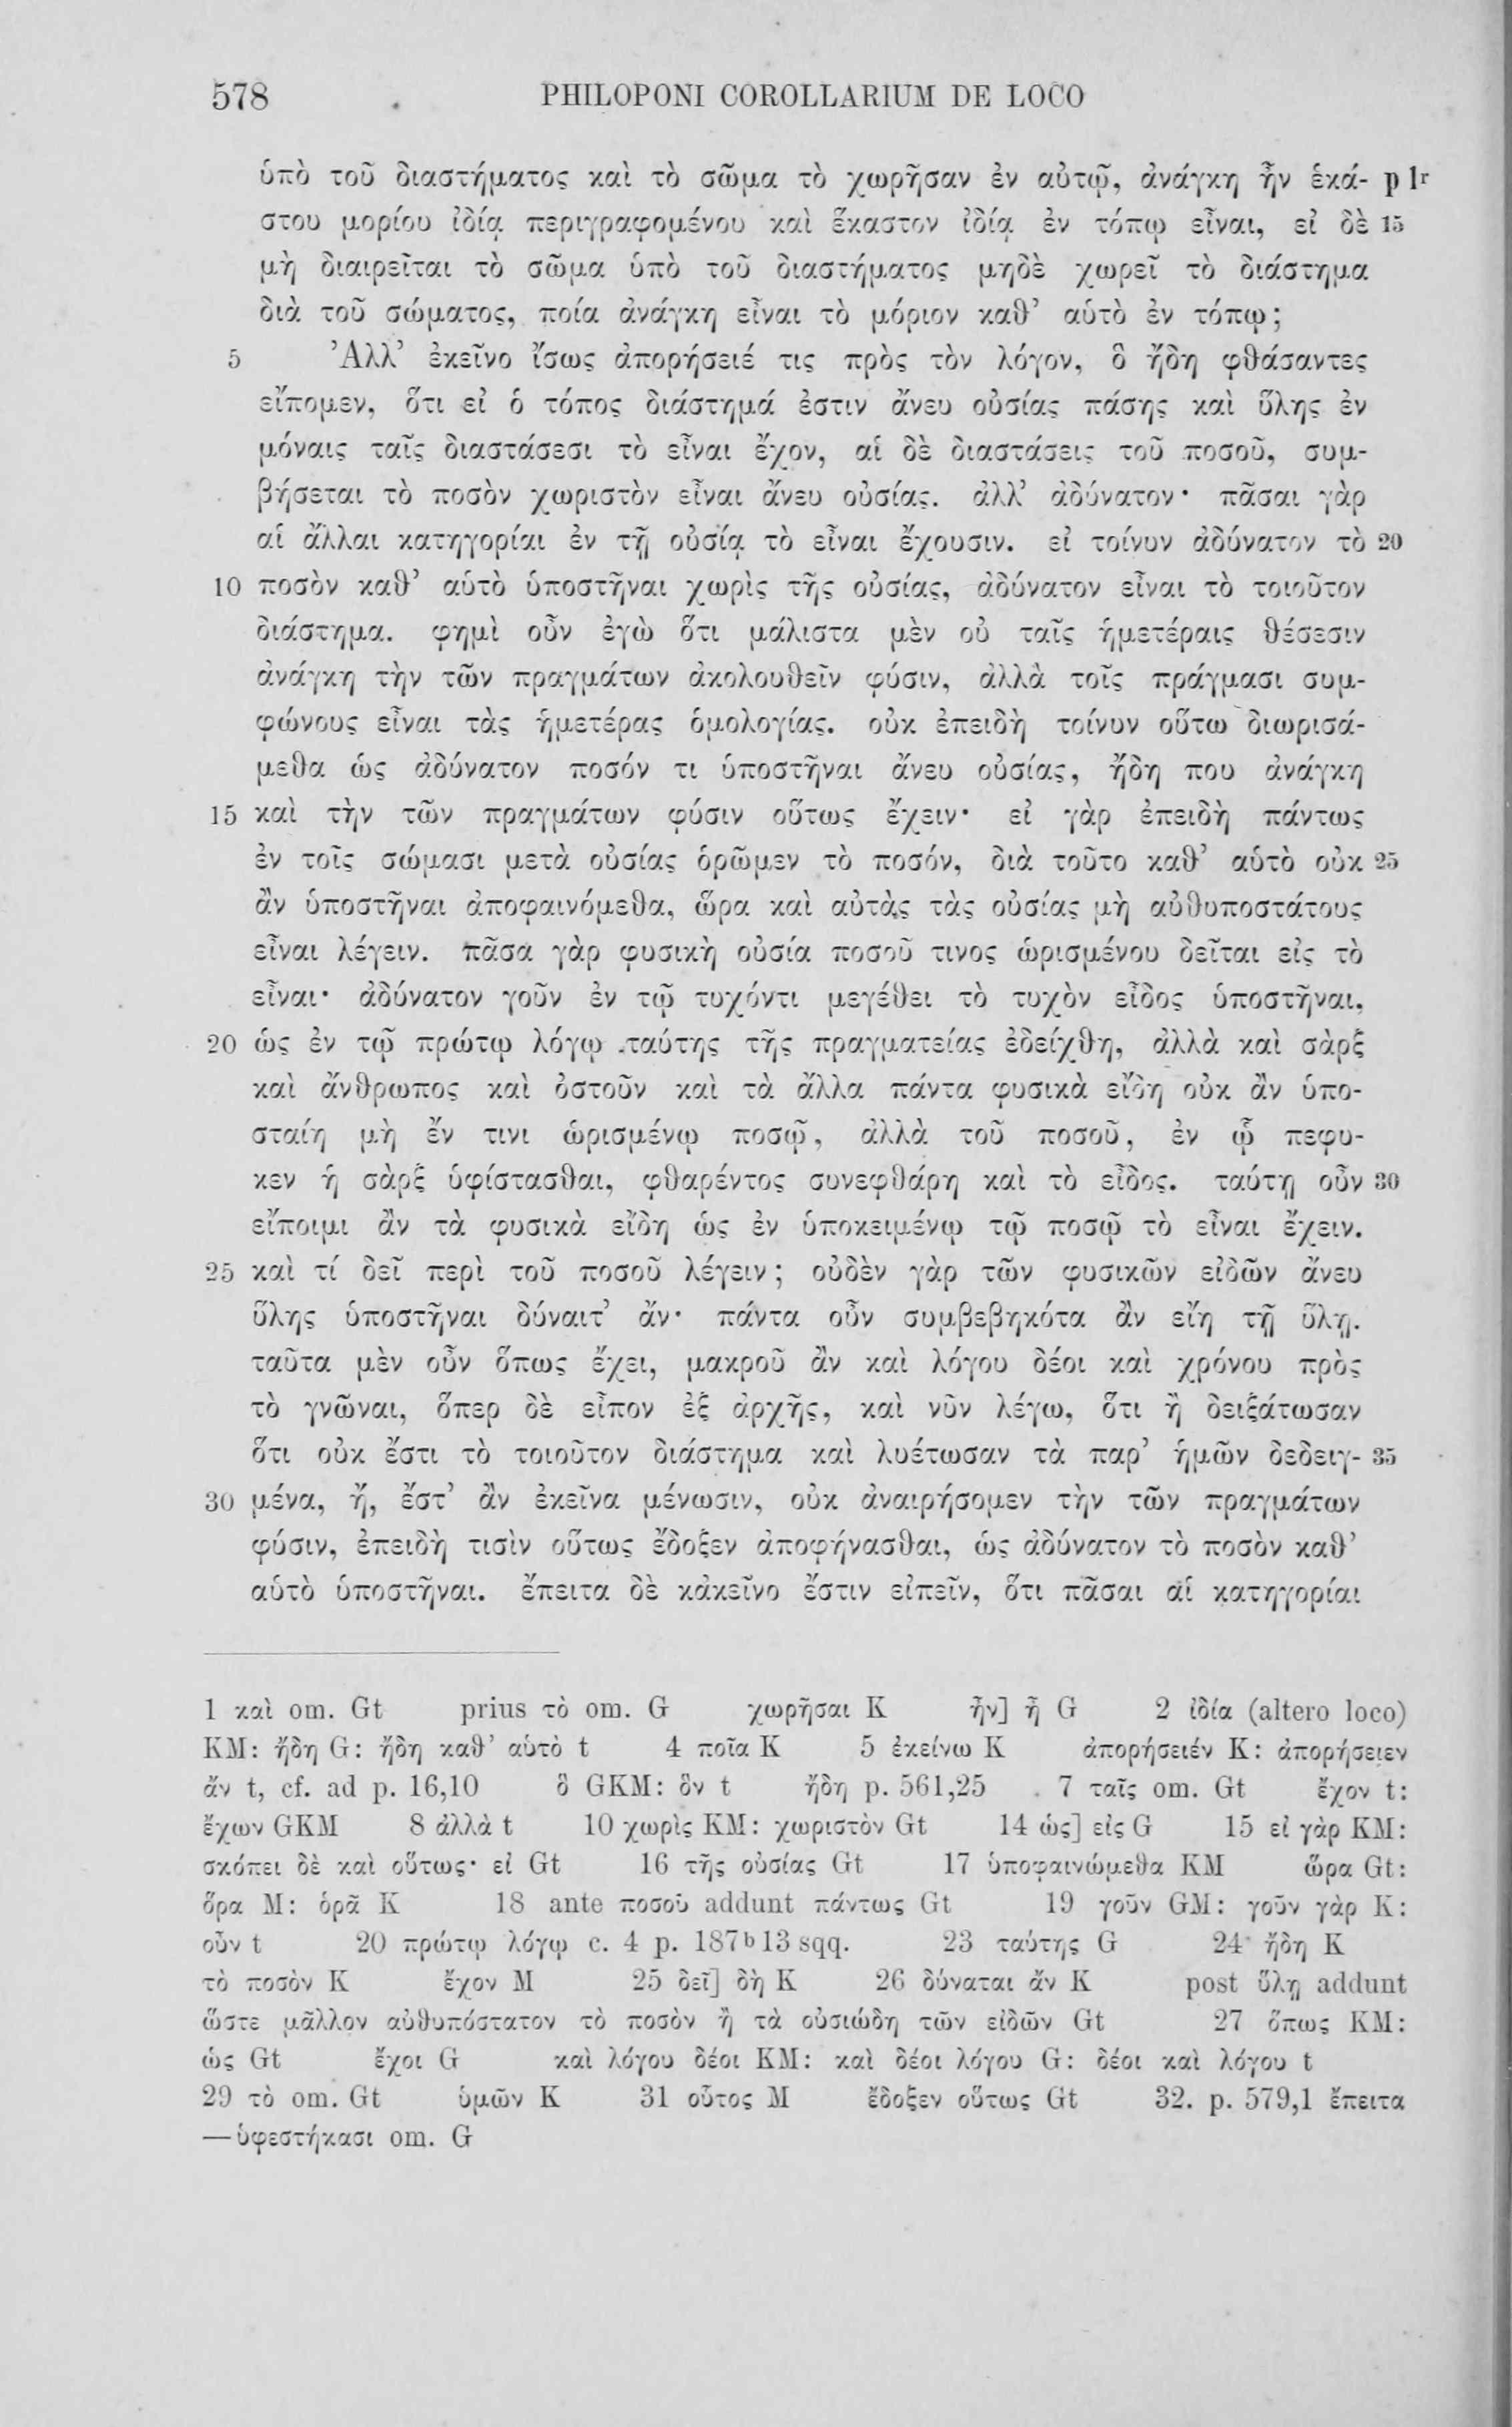 578 PHILOPONI COROLLARIUM DE LOCO
ὑπὸ τοῦ διαστήματος καὶ τὸ σῶμα τὸ χωρῆσαν ἐν αὐτῷ, ἀνάγκη ἦν ἑκά- p 1r
στου μορίου ἰδίᾳ περιγραφομένου καὶ ἕκαστον ἰδίᾳ ἐν τόπῳ εἶναι, εἰ δὲ 15
μὴ διαιρεῖται τὸ σῶμα ὑπὸ τοῦ διαστήματος μηδὲ χωρεῖ τὸ διάστημα
διὰ τοῦ σώματος, ποία ἀνάγκη εἶναι τὸ μόριον καθ’ αὑτὸ ἐν τόπῳ;
5 Ἀλλ’ ἐκεῖνο ἴσως ἀπορήσειέ τις πρὸς τὸν λόγον, ὃ ἤδη φθάσαντες
εἴπομεν, ὅτι εἰ ὁ τόπος διάστημά ἐστιν ἄνευ οὐσίας πάσης καὶ ὕλης ἐν
μόναις ταῖς διαστάσεσι τὸ εἶναι ἔχον, αἱ δὲ διαστάσεις τοῦ ποσοῦ, συμ-
βήσεται τὸ ποσὸν χωριστὸν εἶναι ἄνευ οὐσίας. ἀλλ’ ἀδύνατον· πᾶσαι γὰρ
αἱ ἄλλαι κατηγορίαι ἐν τῇ οὐσίᾳ τὸ εἶναι ἔχουσιν. εἰ τοίνυν ἀδύνατον τὸ 20
10 ποσὸν καθ’ αὑτὸ ὑποστῆναι χωρὶς τῆς οὐσίας, ἀδύνατον εἶναι τὸ τοιοῦτον
διάστημα. φημὶ οὖν ἐγὼ ὅτι μάλιστα μὲν οὐ ταῖς ἡμετέραις θέσεσιν
ἀνάγκη τὴν τῶν πραγμάτων ἀκολουθεῖν φύσιν, ἀλλὰ τοῖς πράγμασι συμ-
φώνους εἶναι τὰς ἡμετέρας ὁμολογίας. οὐκ ἐπειδὴ τοίνυν οὕτω διωρισά-
μεθα ὡς ἀδύνατον ποσόν τι ὑποστῆναι ἄνευ οὐσίας, ἤδη που ἀνάγκη
15 καὶ τὴν τῶν πραγμάτων φύσιν οὕτως ἔχειν· εἰ γὰρ ἐπειδὴ πάντως
ἐν τοῖς σώμασι μετὰ οὐσίας ὁρῶμεν τὸ ποσόν, διὰ τοῦτο καθ’ αὑτὸ οὐκ 25
ἂν ὑποστῆναι ἀποφαινόμεθα, ὥρα καὶ αὐτὰς τὰς οὐσίας μὴ αὐθυποστάτους
εἶναι λέγειν. πᾶσα γὰρ φυσικὴ οὐσία ποσοῦ τινος ὡρισμένου δεῖται εἰς τὸ
εἶναι· ἀδύνατον γοῦν ἐν τῷ τυχόντι μεγέθει τὸ τυχὸν εἶδος ὑποστῆναι,
20 ὡς ἐν τῷ πρώτῳ λόγῳ ταύτης τῆς πραγματείας ἐδείχθη, ἀλλὰ καὶ σὰρξ
καὶ ἄνθρωπος καὶ ὀστοῦν καὶ τὰ ἄλλα πάντα φυσικὰ εἴδη οὐκ ἂν ὑπο-
σταίη μὴ ἔν τινι ὡρισμένῳ ποσῷ, ἀλλὰ τοῦ ποσοῦ, ἐν ᾧ πεφυ-
κεν ἡ σὰρξ ὑφίστασθαι, φθαρέντος συνεφθάρη καὶ τὸ εἶδος. ταύτῃ οὖν 30
εἴποιμι ἂν τὰ φυσικὰ εἴδη ὡς ἐν ὑποκειμένῳ τῷ ποσῷ τὸ εἶναι ἔχειν.
25 καὶ τί δεῖ περὶ τοῦ ποσοῦ λέγειν; οὐδὲν γὰρ τῶν φυσικῶν εἰδῶν ἄνευ
ὕλης ὑποστῆναι δύναιτ’ ἄν· πάντα οὖν συμβεβηκότα ἂν εἴη τῇ ὕλῃ.
ταῦτα μὲν οὖν ὅπως ἔχει, μακροῦ ἂν καὶ λόγου δέοι καὶ χρόνου πρὸς
τὸ γνῶναι, ὅπερ δὲ εἶπον ἐξ ἀρχῆς, καὶ νῦν λέγω, ὅτι ἢ δειξάτωσαν
ὅτι οὐκ ἔστι τὸ τοιοῦτον διάστημα καὶ λυέτωσαν τὰ παρ’ ἡμῶν δεδειγ- 35
30 μένα, ἤ, ἔστ’ ἂν ἐκεῖνα μένωσιν, οὐκ ἀναιρήσομεν τὴν τῶν πραγμάτων
φύσιν, ἐπειδὴ τισὶν οὕτως ἔδοξεν ἀποφήνασθαι, ὡς ἀδύνατον τὸ ποσὸν καθ’
αὑτὸ ὑποστῆναι. ἔπειτα δὲ κἀκεῖνο ἔστιν εἰπεῖν, ὅτι πᾶσαι αἱ κατηγορίαι
1 καὶ om. Gt prius τὸ om. G χωρῆσαι K ἦν] ἢ G 2 ἰδία (altero loco)
KM: ἤδη G: ἤδη καθ’ αὑτὸ t 4 ποῖα K 5 ἐκείνω K ἀπορήσειέν K: ἀπορήσειεν
ἄν t, cf. ad p. 16,10 ὃ GKM: ὃν t ἤδη p. 561,25 7 ταῖς om. Gt ἔχον t:
ἔχων GKM 8 ἀλλὰ t 10 χωρὶς KM: χωριστὸν Gt 14 ὡς] εἰς G 15 εἰ γὰρ KM:
σκόπει δὲ καὶ οὕτως· εἰ Gt 16 τῆς οὐσίας Gt 17 ὑποφαινώμεθα KM ὥρα Gt:
ὅρα M: ὁρᾶ K 18 ante ποσοῦ addunt πάντως Gt 19 γοῦν GM: γοῦν γὰρ K:
οὖν t 20 πρώτῳ λόγῳ c. 4 p. 187b13 sqq. 23 ταύτης G 24 ἤδη K
τὸ ποσὸν K ἔχον M 25 δεῖ] δὴ K 26 δύναται ἄν K post ὕλῃ addunt
ὥστε μᾶλλον αὐθυπόστατον τὸ ποσὸν ἢ τὰ οὐσιώδη τῶν εἰδῶν Gt 27 ὅπως KM:
ὡς Gt ἔχοι G καὶ λόγου δέοι KM: καὶ δέοι λόγου G: δέοι καὶ λόγου t
29 τὸ om. Gt ὑμῶν K 31 οὗτος M ἔδοξεν οὕτως Gt 32. p. 579,1 ἔπειτα
—ὑφεστήκασι om. G